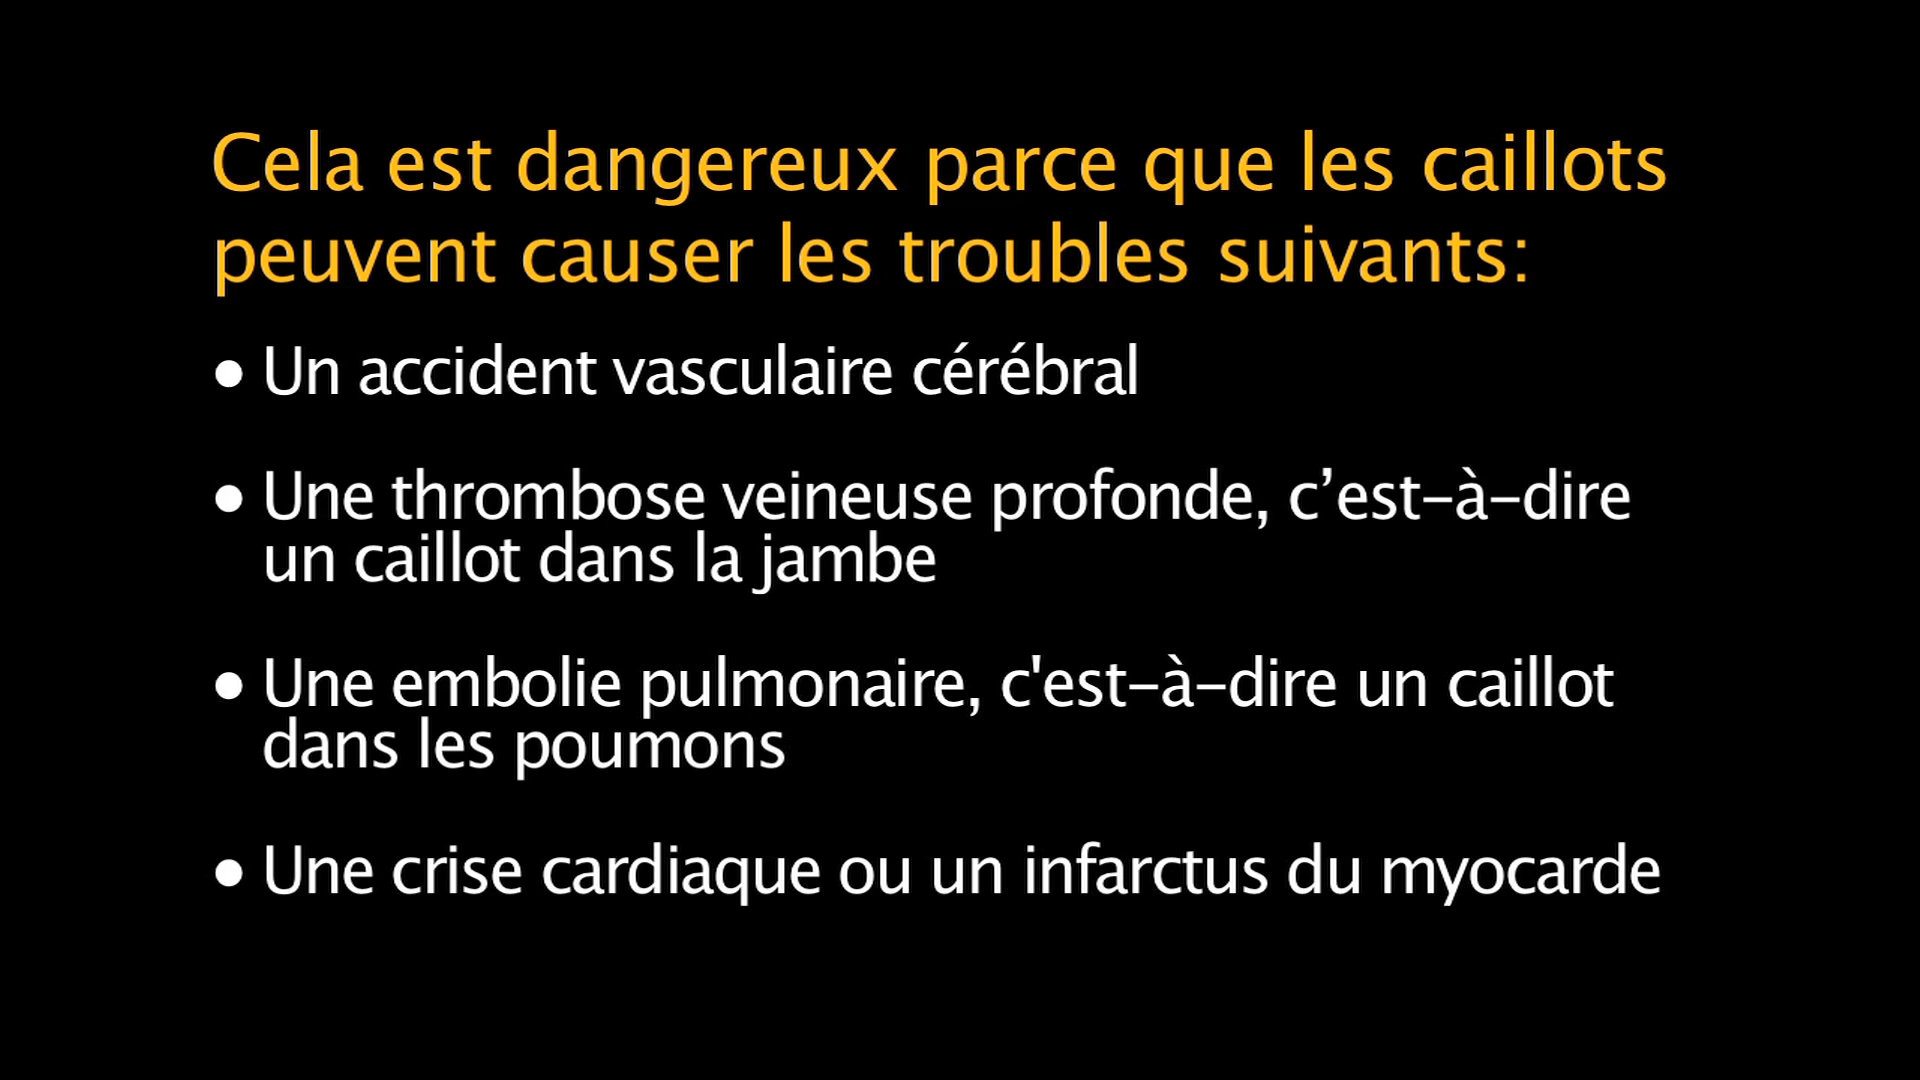 Cela est dangereux parce que les caillots
peuvent causer les troubles suivants:
● Un accident vasculaire cérébral
● Une thrombose veineuse profonde, c’est-à-dire
un caillot dans la jambe
● Une embolie pulmonaire, c'est-à-dire un caillot
dans les poumons
● Une crise cardiaque ou un infarctus du myocarde